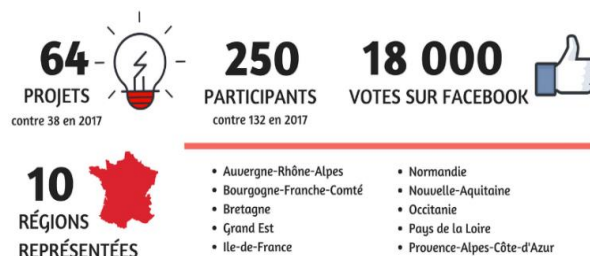 64
PROJETS
contre 38 en 2017
250
PARTICIPANTS
contre 132 en 2017
18 000
VOTES SUR FACEBOOK
10
RÉGIONS
REPRÉSENTÉES
• Auvergne-Rhône-Alpes
• Bourgogne-Franche-Comté
• Bretagne
• Grand Est
• Ile-de-France
• Normandie
• Nouvelle-Aquitaine
• Occitanie
• Pays de la Loire
• Provence-Alpes-Côte-d'Azur